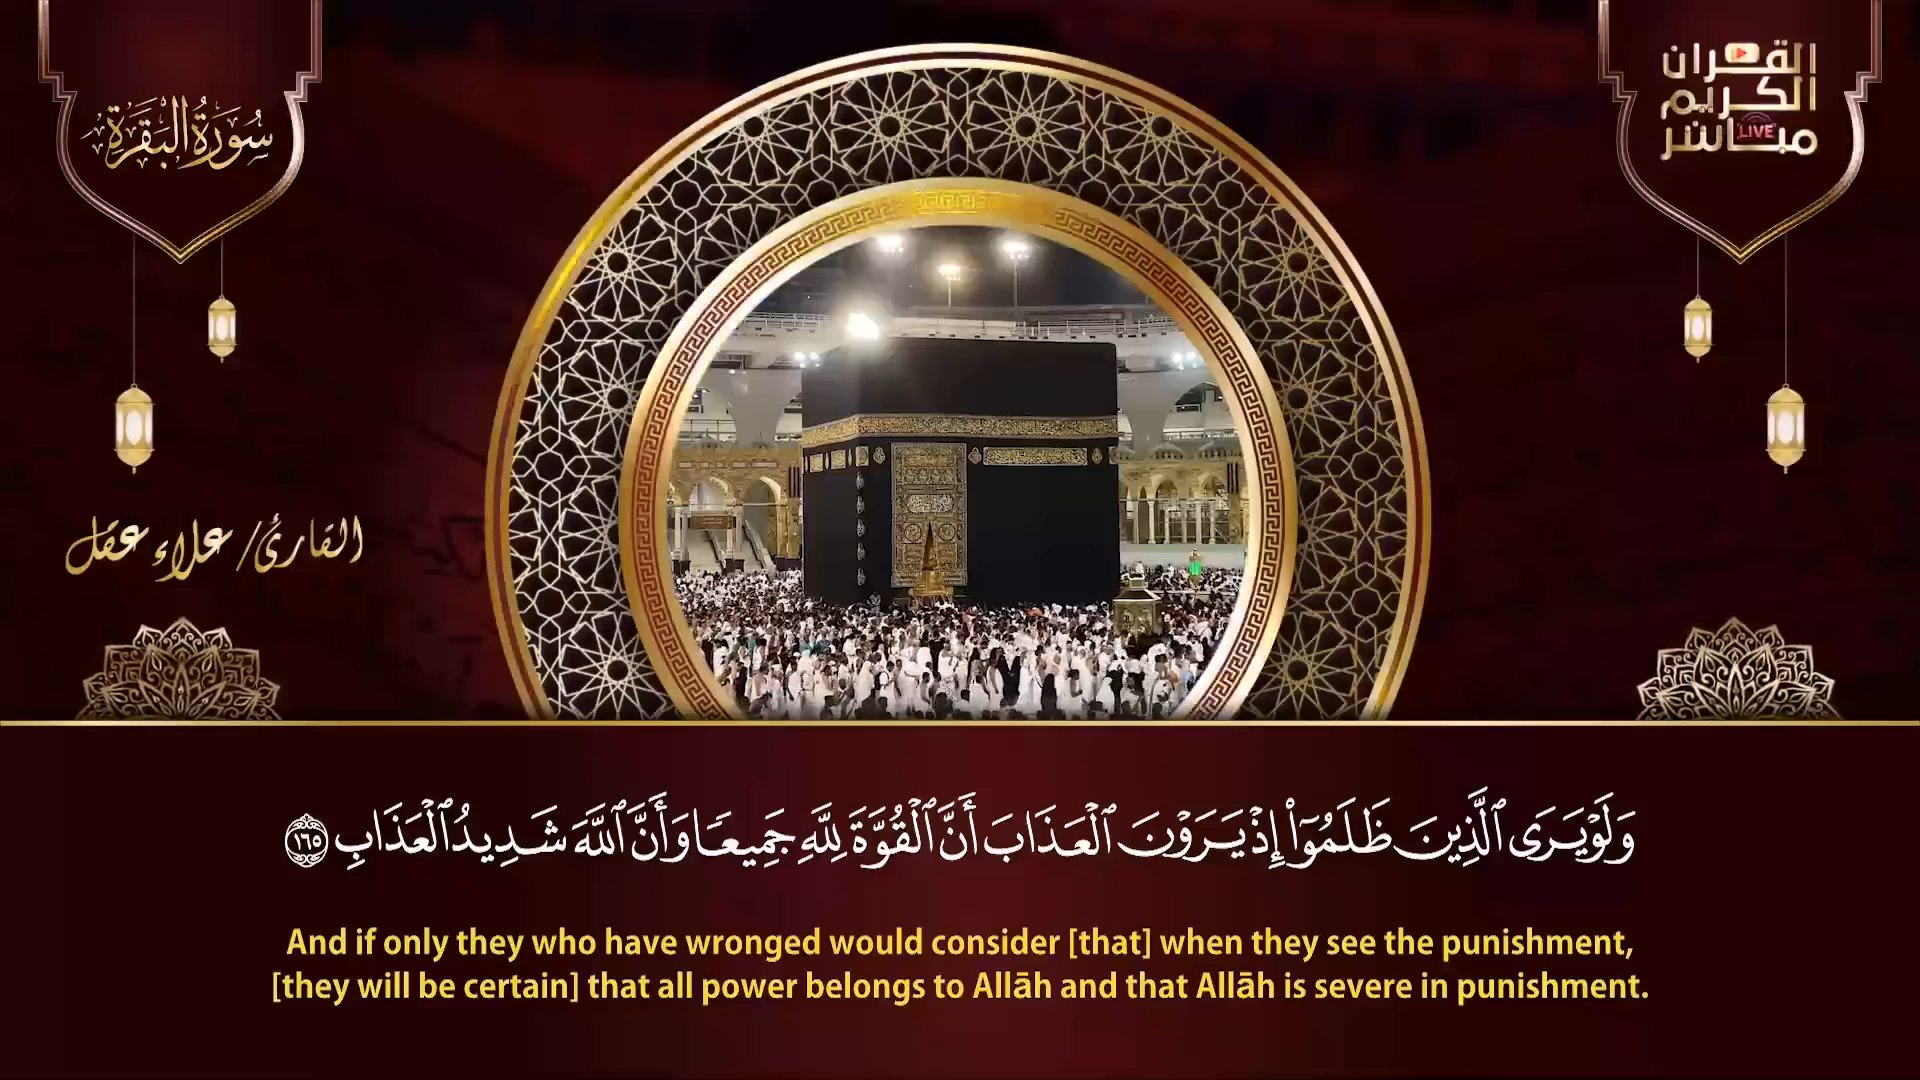 سُورَةُ البَقَرَةِ
القرآن
الكريم
مباشر
LIVE
القارئ/ علاء عقل
وَلَوْ يَرَى ٱلَّذِينَ ظَلَمُوٓا۟ إِذْ يَرَوْنَ ٱلْعَذَابَ أَنَّ ٱلْقُوَّةَ لِلَّهِ جَمِيعًا وَأَنَّ ٱللَّهَ شَدِيدُ ٱلْعَذَابِ ١٦٥
And if only they who have wronged would consider [that] when they see the punishment,
[they will be certain] that all power belongs to Allāh and that Allāh is severe in punishment.